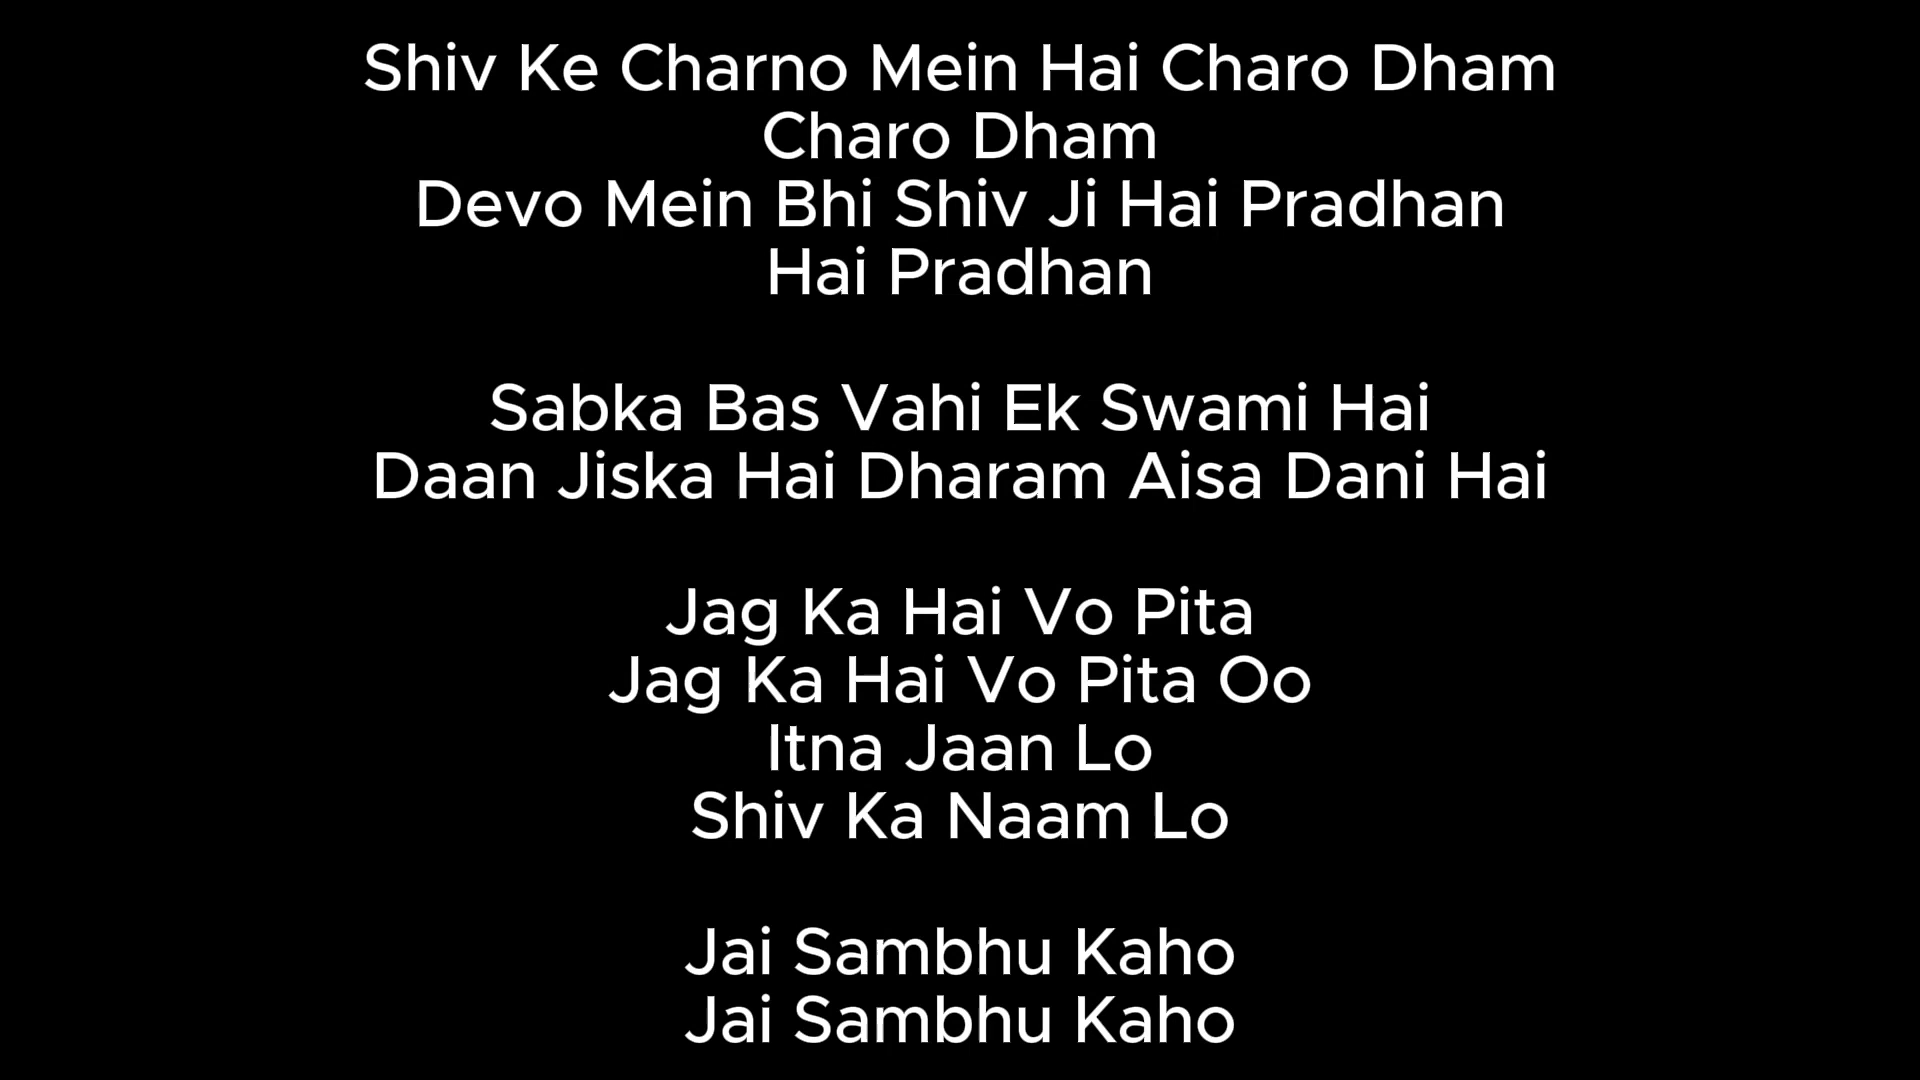 Shiv Ke Charno Mein Hai Charo Dham
Charo Dham
Devo Mein Bhi Shiv Ji Hai Pradhan
Hai Pradhan
Sabka Bas Vahi Ek Swami Hai
Daan Jiska Hai Dharam Aisa Dani Hai
Jag Ka Hai Vo Pita
Jag Ka Hai Vo Pita Oo
Itna Jaan Lo
Shiv Ka Naam Lo
Jai Sambhu Kaho
Jai Sambhu Kaho